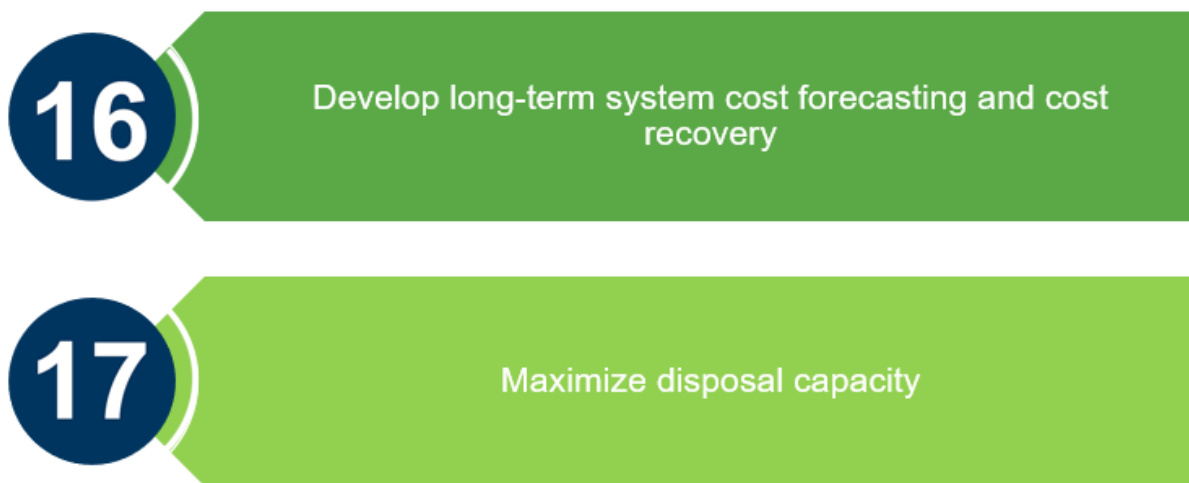 16
Develop long-term system cost forecasting and cost
recovery
17
Maximize disposal capacity